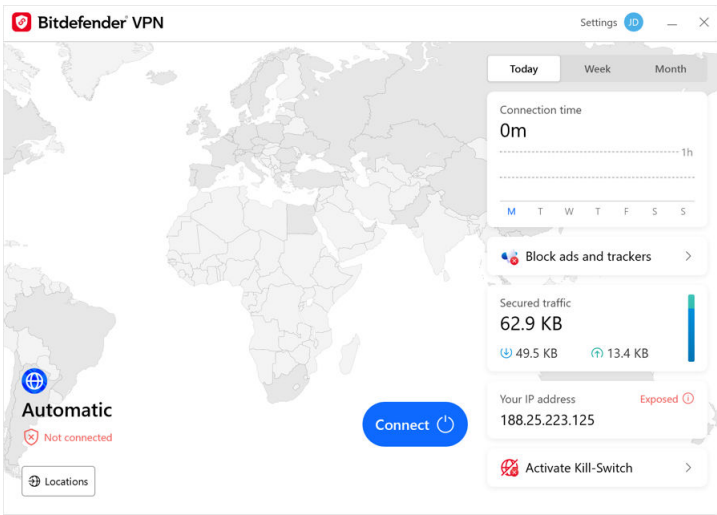 Bitdefender VPN
Settings JD
Today Week Month
Connection time
0m
1h
M T W T F S S
Block ads and trackers
Secured traffic
62.9 KB
49.5 KB 13.4 KB
Your IP address Exposed
188.25.223.125
Activate Kill-Switch
Automatic
Not connected
Connect
Locations